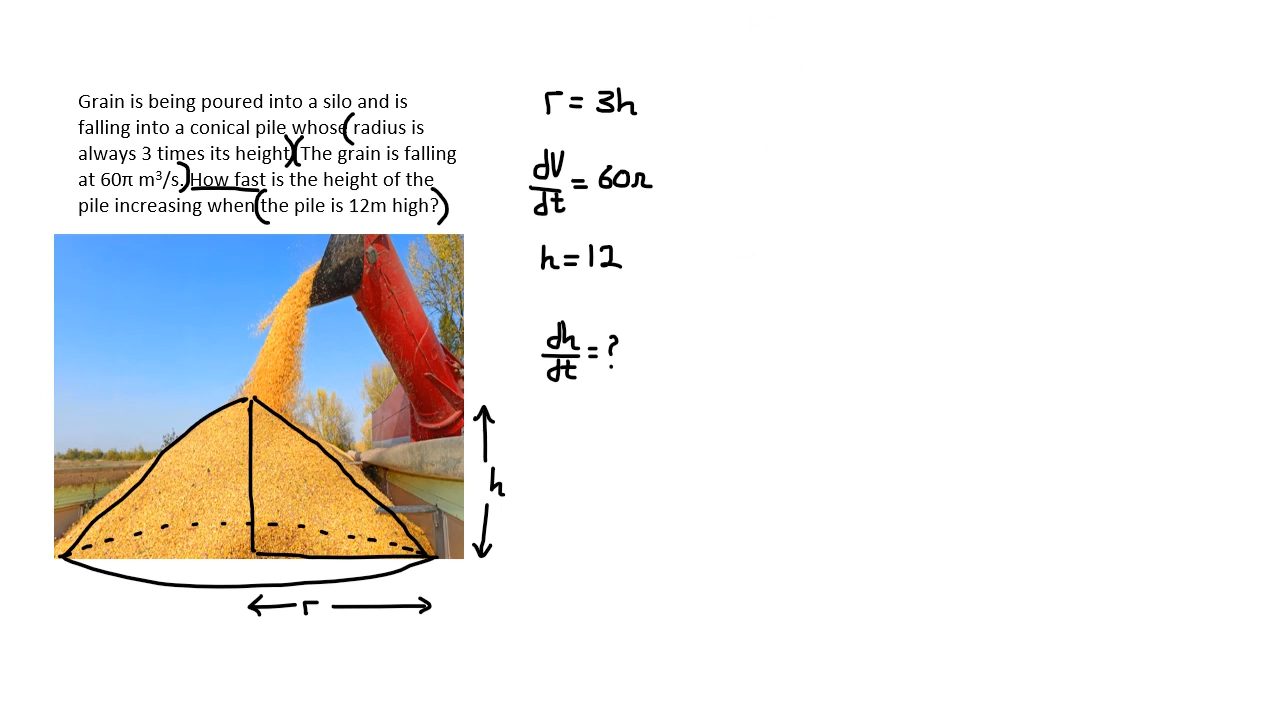 Grain is being poured into a silo and is
falling into a conical pile whose (radius is
always 3 times its height.)(The grain is falling
at 60π m³/s.) How fast is the height of the
pile increasing when (the pile is 12m high?)
r = 3h
dV/dt = 60π
h = 12
dh/dt = ?
h
r